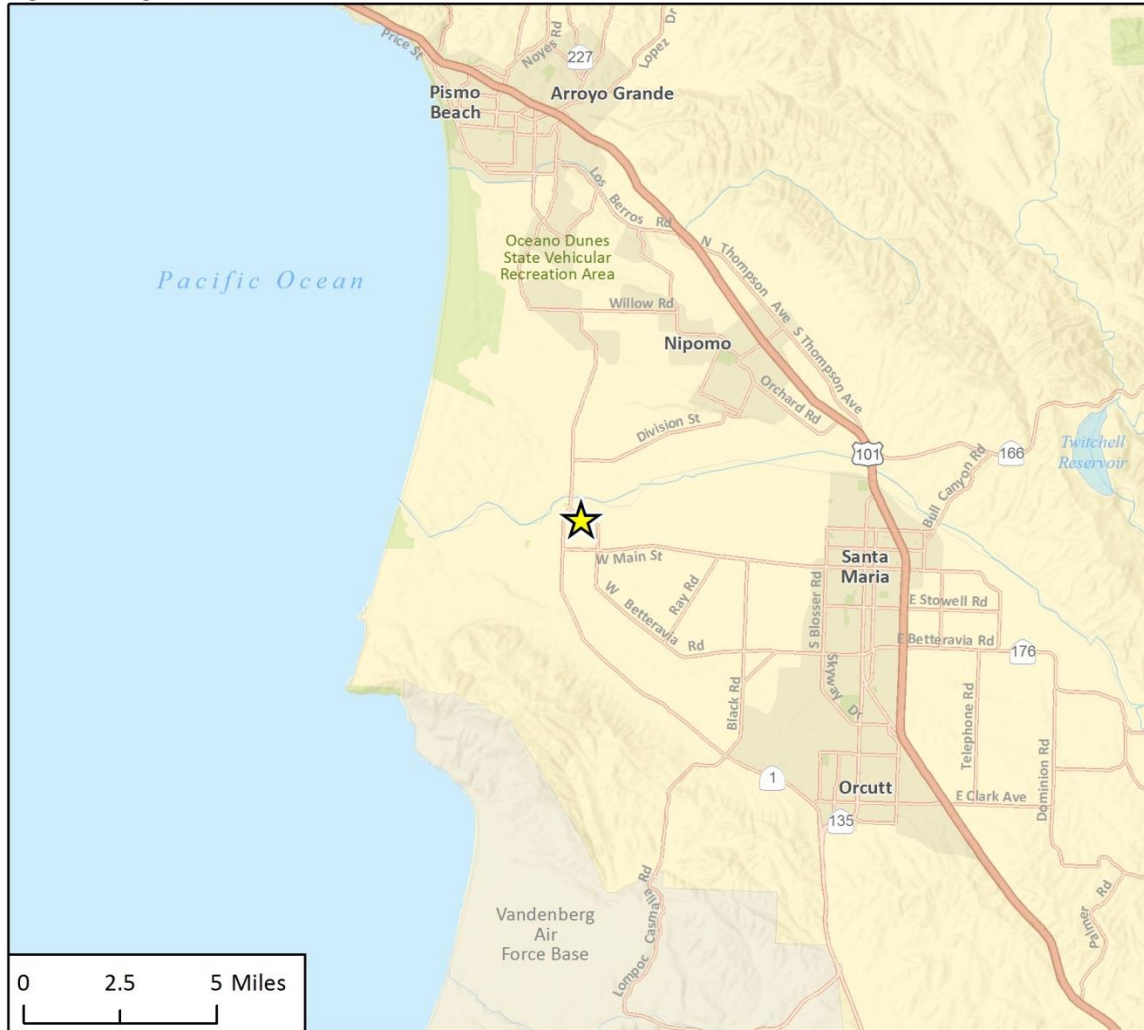 Price St
Noyes Rd
227
Lopez Dr
Pismo
Beach
Arroyo Grande
Los Berros Rd
Oceano Dunes
State Vehicular
Recreation Area
N Thompson Ave
S Thompson Ave
Pacific Ocean
Willow Rd
Nipomo
Orchard Rd
Division St
101
166
Twitchell
Reservoir
Bull Canyon Rd
W Main St
Santa
Maria
Ray Rd
W Betteravia Rd
S Blosser Rd
E Stowell Rd
E Betteravia Rd
176
Skyway Dr
Black Rd
Telephone Rd
Dominion Rd
1
Orcutt
E Clark Ave
135
Lompoc Casmalia Rd
Palmer Rd
Vandenberg
Air
Force Base
0 2.5 5 Miles